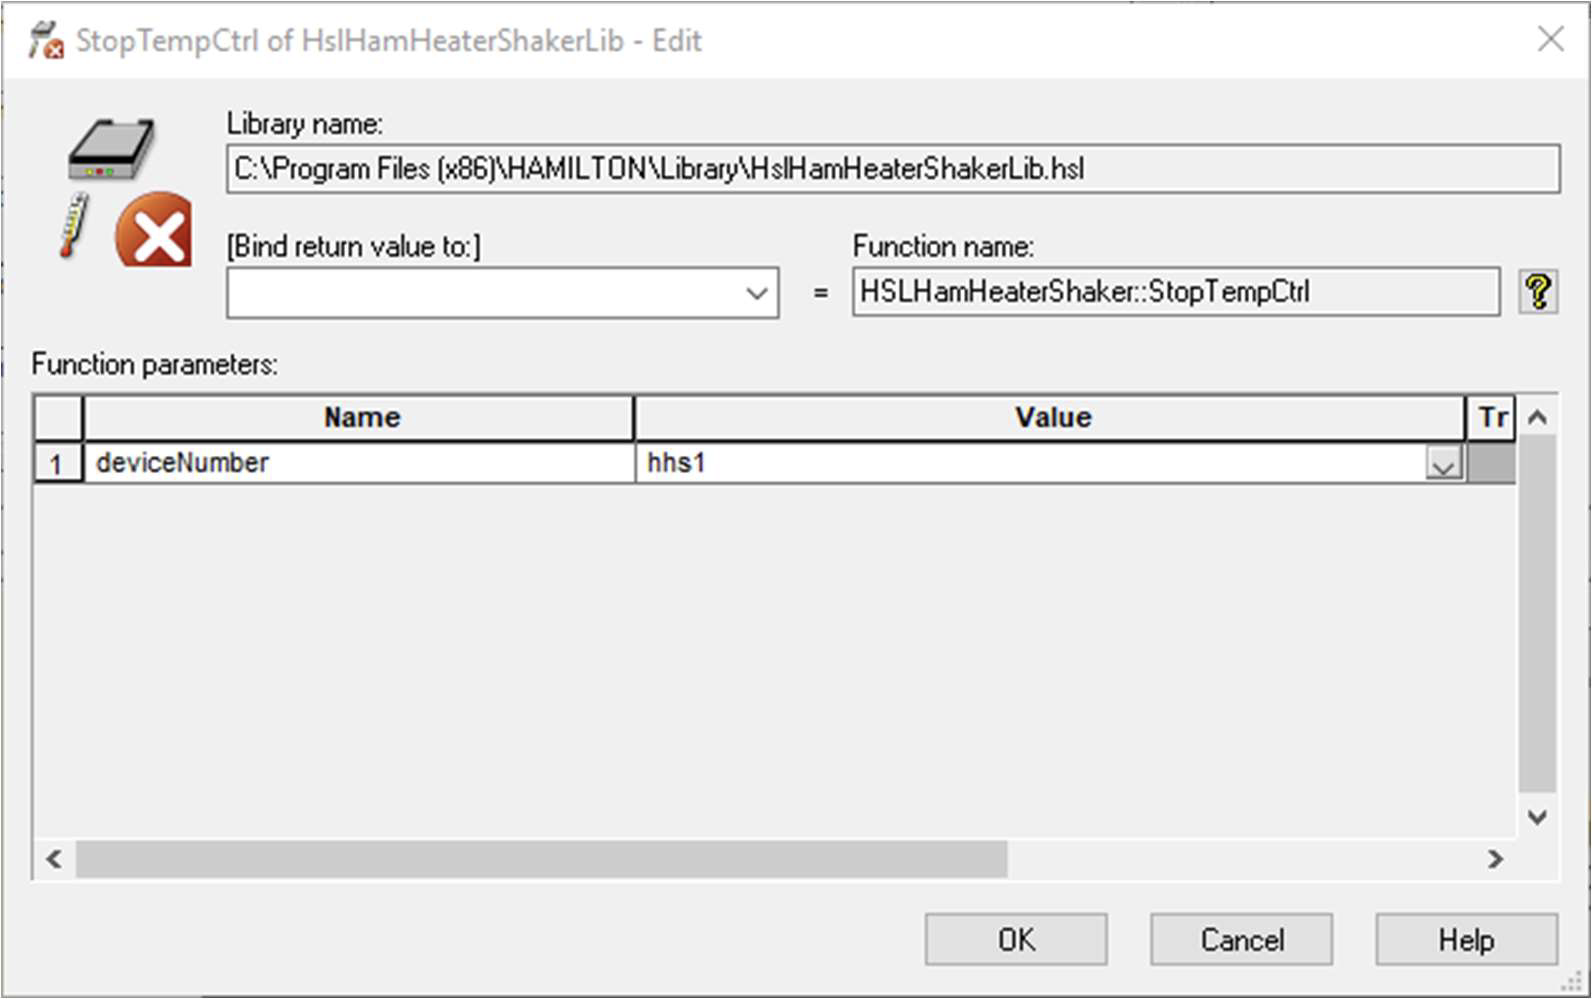 StopTempCtrl of HslHamHeaterShakerLib - Edit
Library name:
C:\Program Files (x86)\HAMILTON\Library\HslHamHeaterShakerLib.hsl
[Bind return value to:]
Function name:
=
HSLHamHeaterShaker::StopTempCtrl
?
Function parameters:
Name Value Tr
1 deviceNumber hhs1
OK Cancel Help